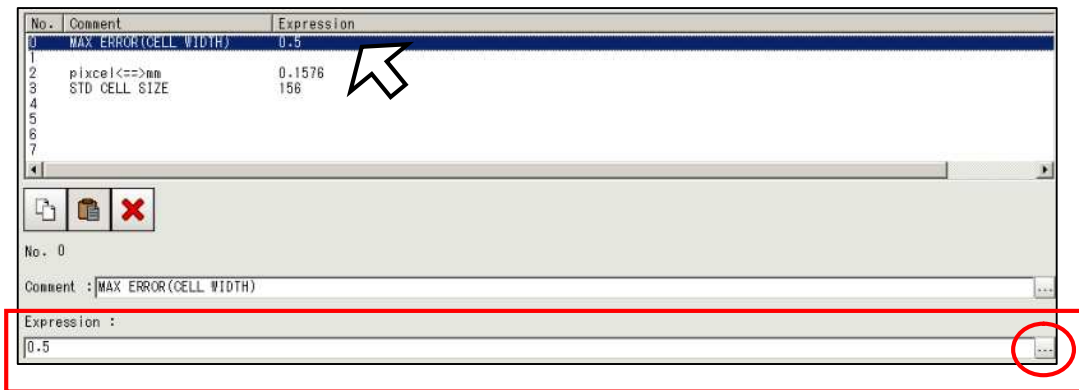 No. Comment Expression
0 MAX ERROR(CELL WIDTH) 0.5
1
2 pixcel<==>mm 0.1576
3 STD CELL SIZE 156
4
5
6
7
No. 0
Comment : MAX ERROR(CELL WIDTH) ...
Expression :
0.5 ...